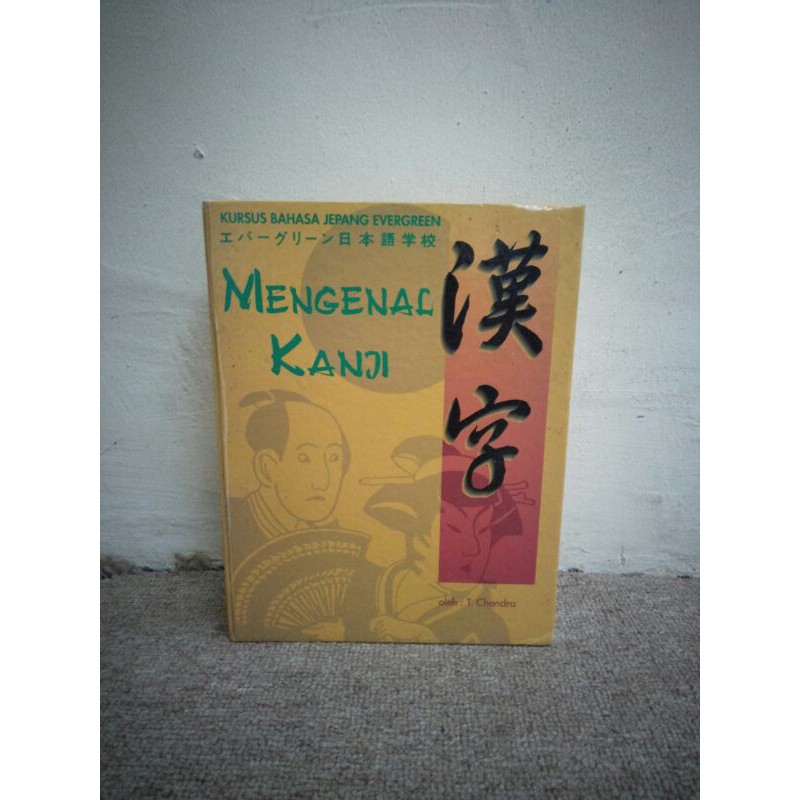 KURSUS BAHASA JEPANG EVERGREEN
エバーグリーン日本語学校
MENGENAL
KANJI
漢字
oleh : T. Chandra